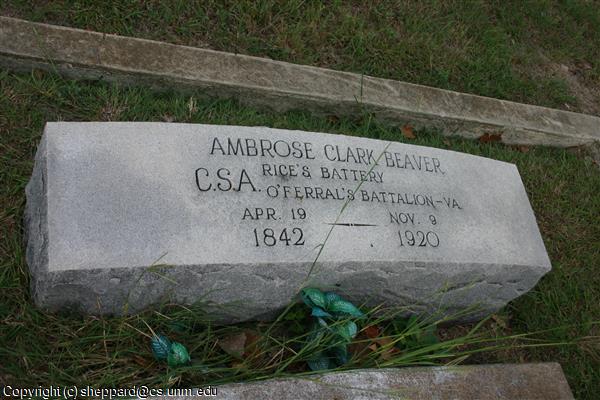 AMBROSE CLARK BEAVER
C.S.A. RICE'S BATTERY
O'FERRAL'S BATTALION-VA.
APR. 19 — NOV. 9
1842 1920
Copyright (c) sheppard@cs.unm.edu